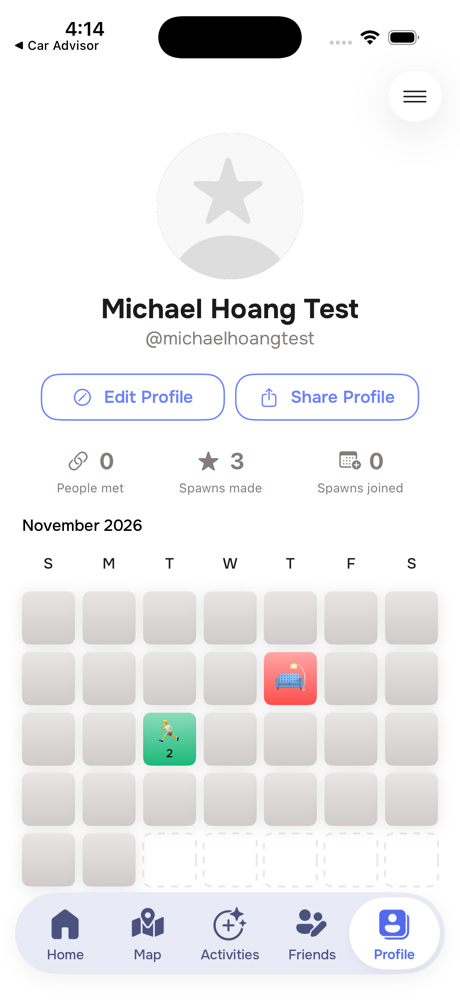 4:14
◀ Car Advisor
Michael Hoang Test
@michaelhoangtest
Edit Profile
Share Profile
0
3
0
People met
Spawns made
Spawns joined
November 2026
S M T W T F S
2
Home
Map
Activities
Friends
Profile